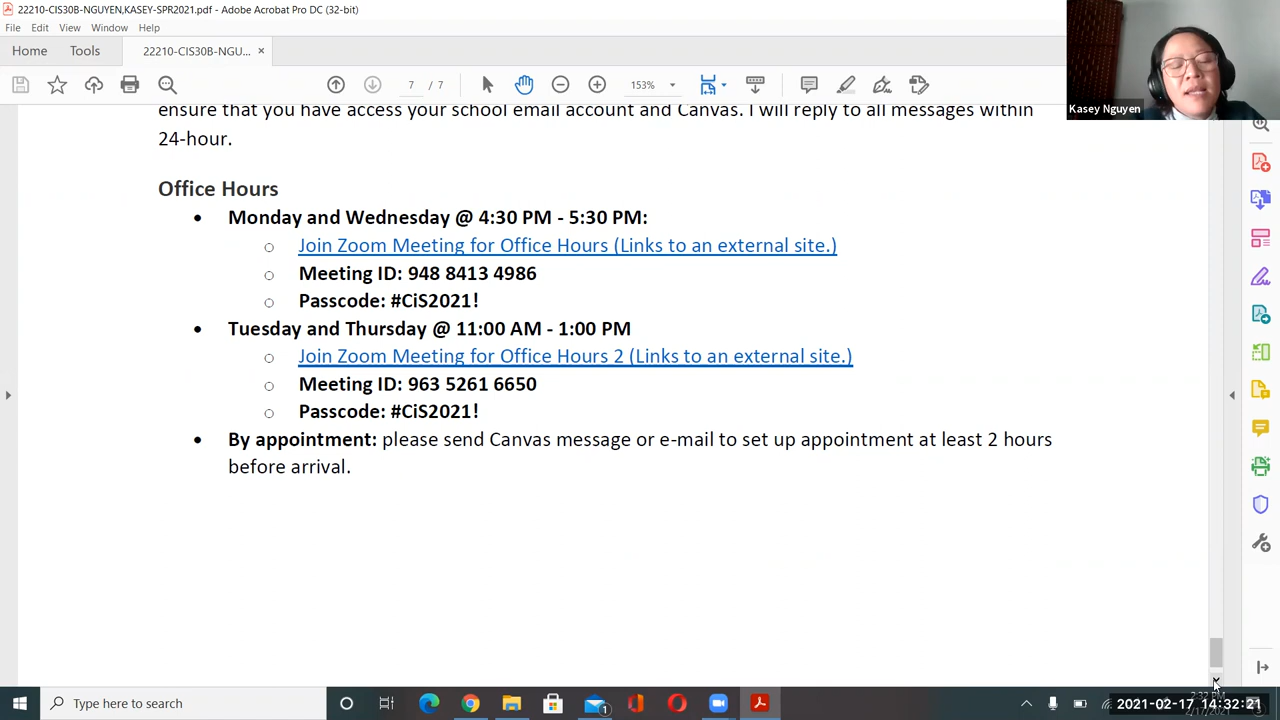 22210-CIS30B-NGUYEN,KASEY-SPR2021.pdf - Adobe Acrobat Pro DC (32-bit)
File Edit View Window Help
Home Tools 22210-CIS30B-NGU... ×
7 / 7 153%
Kasey Nguyen
ensure that you have access your school email account and Canvas. I will reply to all messages within
24-hour.
Office Hours
• Monday and Wednesday @ 4:30 PM - 5:30 PM:
○ Join Zoom Meeting for Office Hours (Links to an external site.)
○ Meeting ID: 948 8413 4986
○ Passcode: #CiS2021!
• Tuesday and Thursday @ 11:00 AM - 1:00 PM
○ Join Zoom Meeting for Office Hours 2 (Links to an external site.)
○ Meeting ID: 963 5261 6650
○ Passcode: #CiS2021!
• By appointment: please send Canvas message or e-mail to set up appointment at least 2 hours
before arrival.
Type here to search
1
2:32 PM
2021-02-17 14:32:21